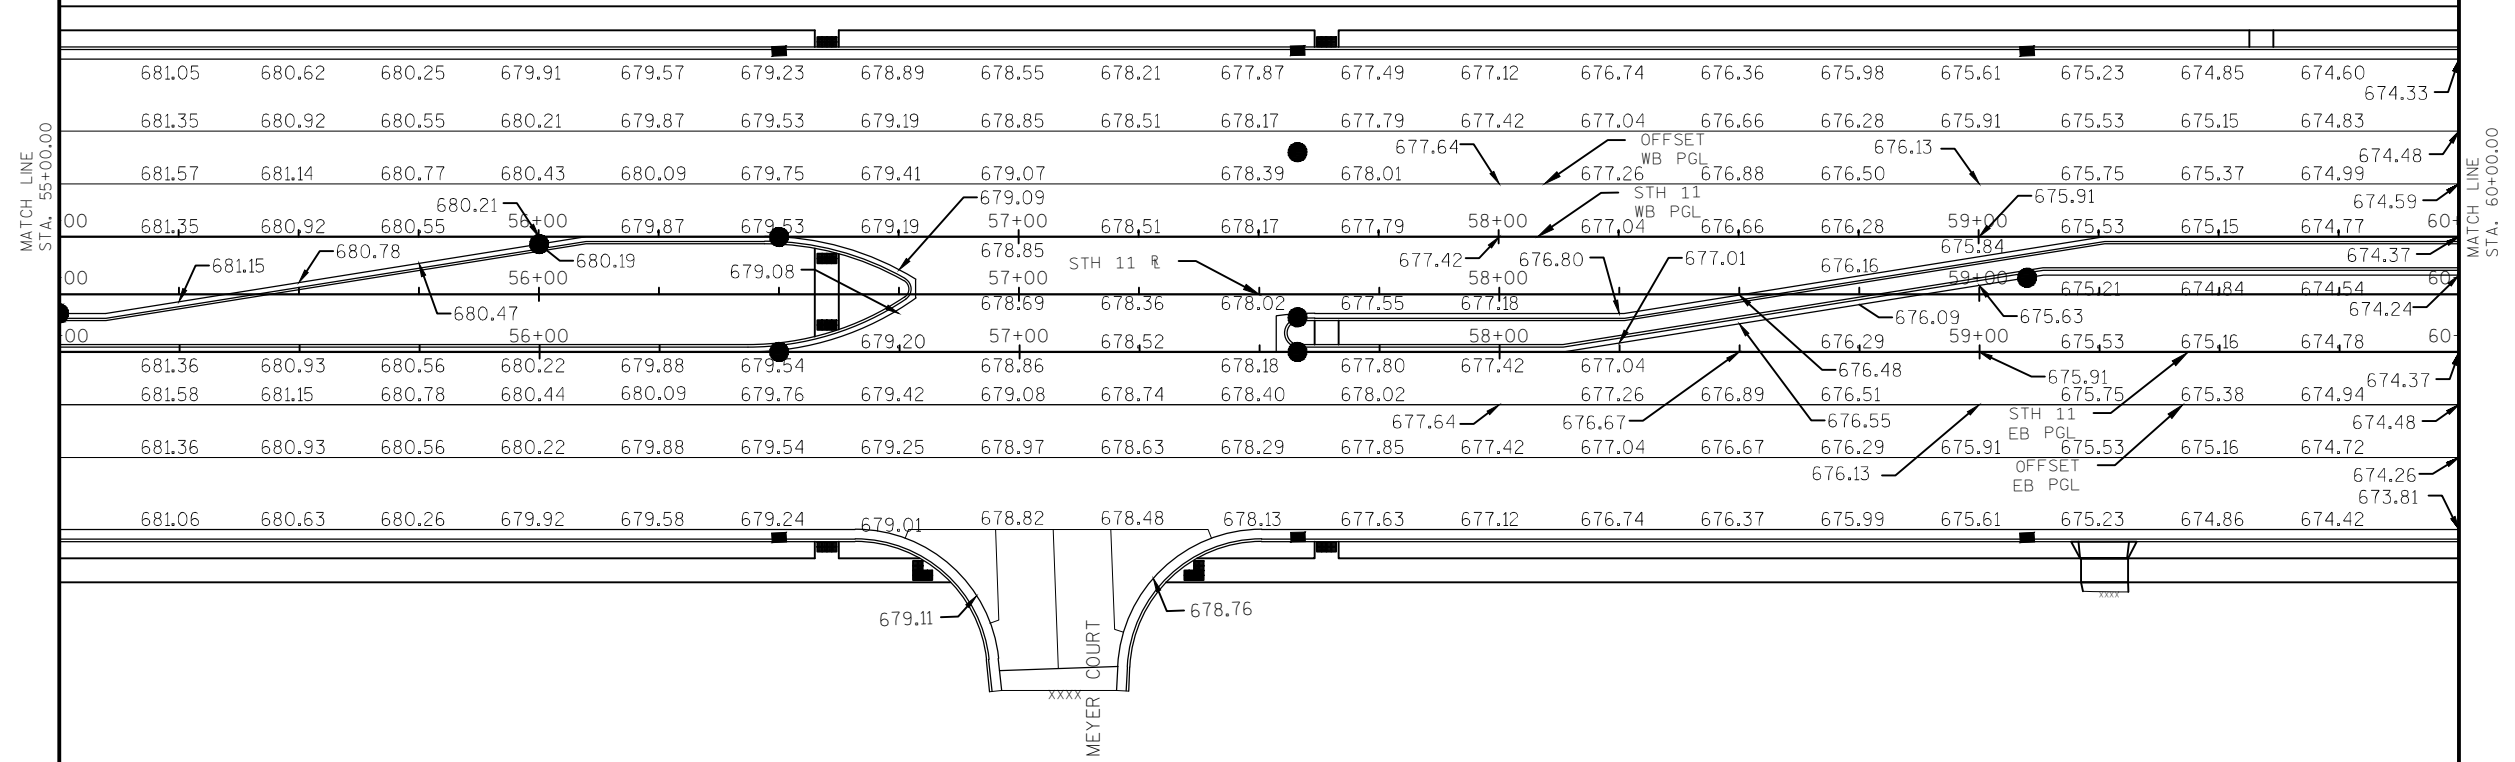 681.05 680.62 680.25 679.91 679.57 679.23 678.89 678.55 678.21 677.87 677.49 677.12 676.74 676.36 675.98 675.61 675.23 674.85 674.60
674.33
681.35 680.92 680.55 680.21 679.87 679.53 679.19 678.85 678.51 678.17 677.79 677.42 677.04 676.66 676.28 675.91 675.53 675.15 674.83
MATCH LINE
STA. 55+00.00
MATCH LINE
STA. 60+00.00
677.64 OFFSET 676.13 674.48
WB PGL
681.57 681.14 680.77 680.43 680.09 679.75 679.41 679.07 678.39 678.01 677.26 676.88 676.50 675.75 675.37 674.99
680.21 679.09 STH 11 675.91 674.59
WB PGL
00 56+00 57+00 58+00 59+00 60+
681.35 680.92 680.55 679.87 679.53 679.19 678.51 678.17 677.79 677.04 676.66 676.28 675.53 675.15 674.77
680.78 678.85 675.84
681.15 680.19 679.08 STH 11 677.42 676.80 677.01 676.16 674.37
00 56+00 57+00 58+00 59+00 60
675.21 674.84 674.54
680.47 678.69 678.36 678.02 677.55 677.18 676.09 675.63 674.24
00 56+00 57+00 58+00 59+00 60+
679.20 678.52 676.29 675.53 675.16 674.78
681.36 680.93 680.56 680.22 679.88 679.54 678.86 678.18 677.80 677.42 677.04 676.48 675.91 674.37
681.58 681.15 680.78 680.44 680.09 679.76 679.42 679.08 678.74 678.40 678.02 677.26 676.89 676.51 675.75 675.38 674.94
677.64 676.67 676.55 STH 11 674.48
EB PGL
681.36 680.93 680.56 680.22 679.88 679.54 679.25 678.97 678.63 678.29 677.85 677.42 677.04 676.67 676.29 675.91 675.53 675.16 674.72
676.13 OFFSET 674.26
EB PGL
673.81
681.06 680.63 680.26 679.92 679.58 679.24 679.01 678.82 678.48 678.13 677.63 677.12 676.74 676.37 675.99 675.61 675.23 674.86 674.42
XXXX
679.11 678.76
MEYER COURT
XXXX